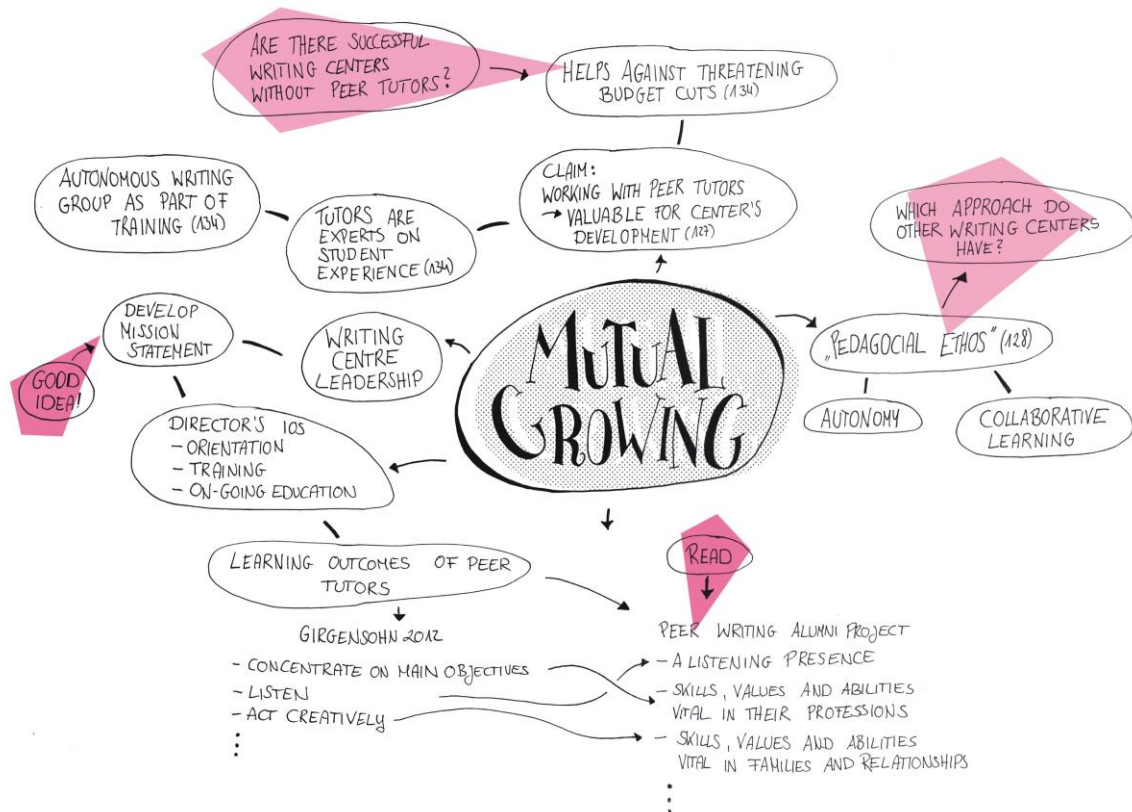 ARE THERE SUCCESSFUL
WRITING CENTERS
WITHOUT PEER TUTORS?
HELPS AGAINST THREATENING
BUDGET CUTS (134)
AUTONOMOUS WRITING
GROUP AS PART OF
TRAINING (134)
TUTORS ARE
EXPERTS ON
STUDENT
EXPERIENCE (134)
CLAIM:
WORKING WITH PEER TUTORS
→ VALUABLE FOR CENTER'S
DEVELOPMENT (127)
WHICH APPROACH DO
OTHER WRITING CENTERS
HAVE?
DEVELOP
MISSION
STATEMENT
GOOD
IDEA!
WRITING
CENTRE
LEADERSHIP
MUTUAL
GROWING
„PEDAGOCIAL ETHOS" (128)
AUTONOMY
COLLABORATIVE
LEARNING
DIRECTOR'S IOS
- ORIENTATION
- TRAINING
- ON-GOING EDUCATION
LEARNING OUTCOMES OF PEER
TUTORS
GIRGENSOHN 2012
- CONCENTRATE ON MAIN OBJECTIVES
- LISTEN
- ACT CREATIVELY
READ
PEER WRITING ALUMNI PROJECT
- A LISTENING PRESENCE
- SKILLS, VALUES AND ABILITIES
VITAL IN THEIR PROFESSIONS
- SKILLS, VALUES AND ABILITIES
VITAL IN FAMILIES AND RELATIONSHIPS